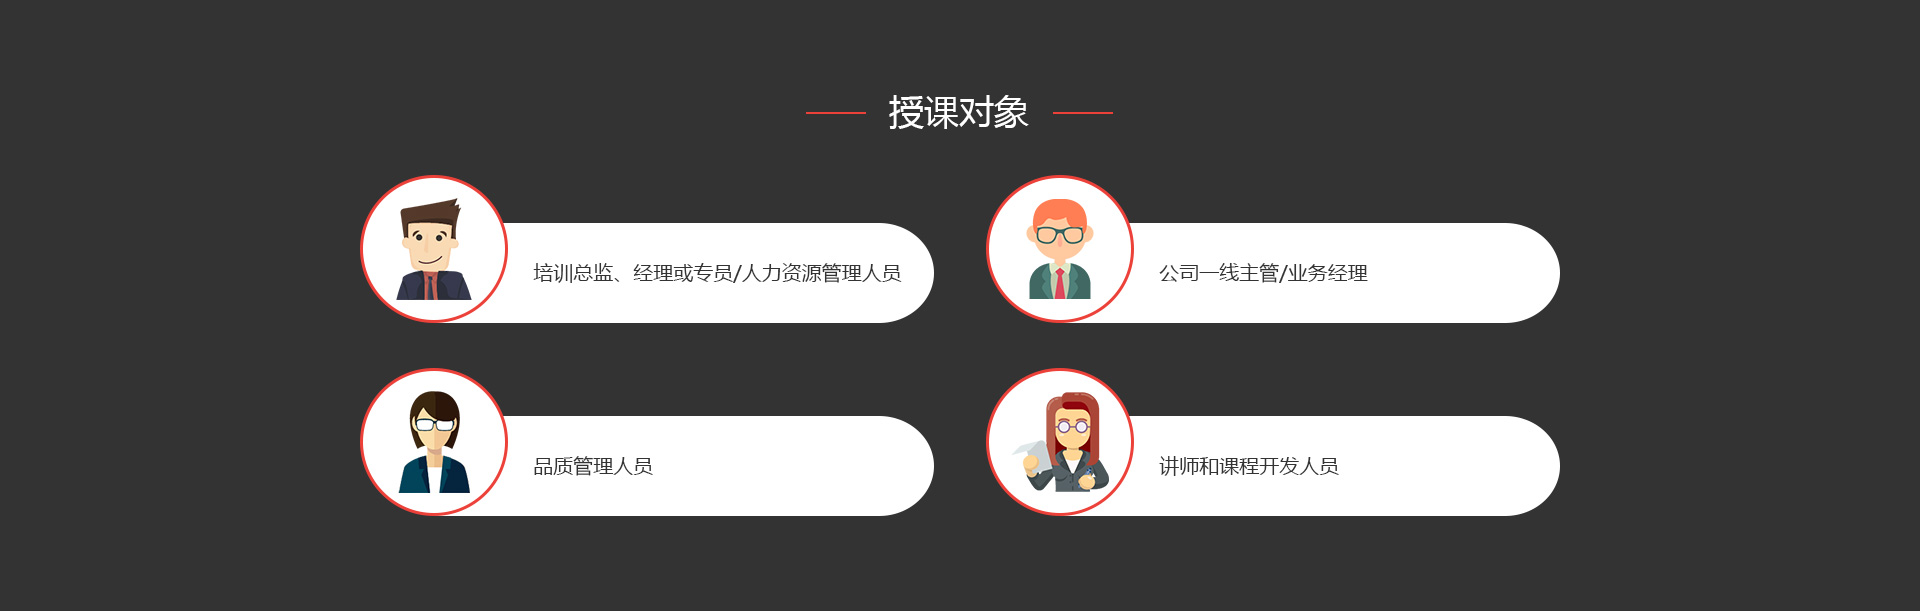 授课对象
培训总监、经理或专员/人力资源管理人员
公司一线主管/业务经理
品质管理人员
讲师和课程开发人员